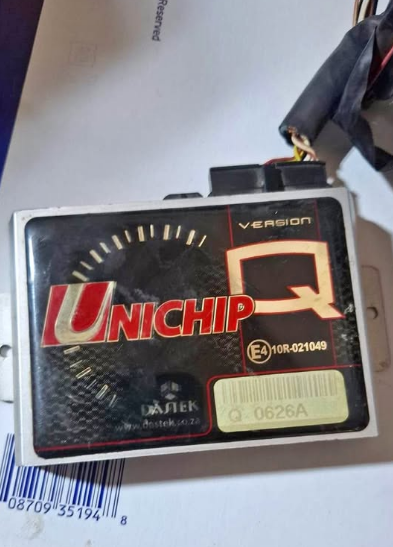 Reserved
VERSION
Q
UNICHIP
E4 10R-021049
DASTEK
www.dastek.co.za
Q 0626A
08709 35194 8